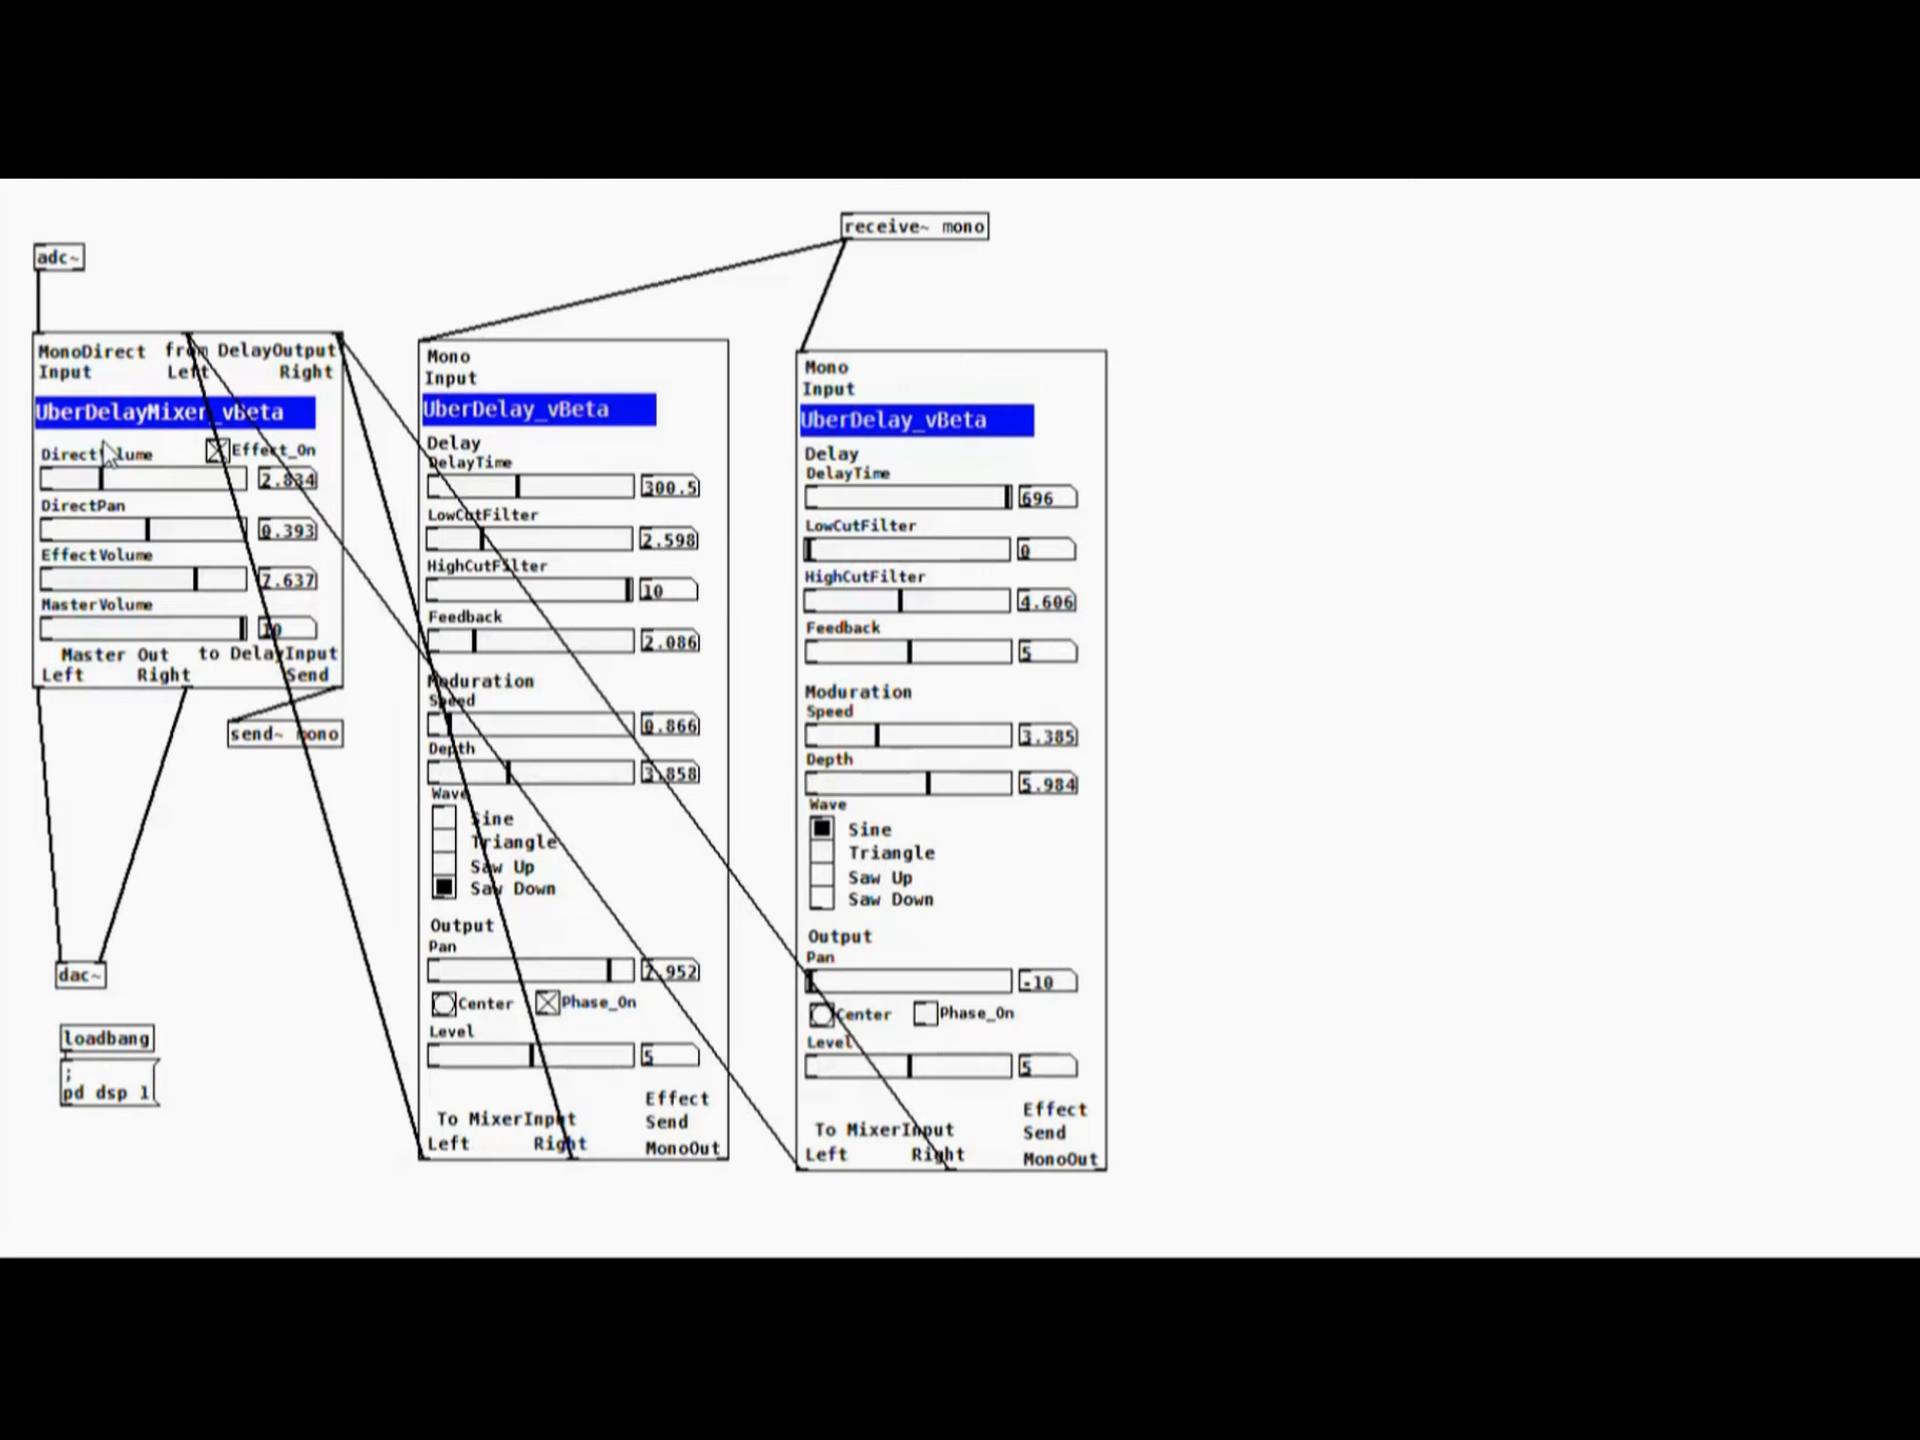 adc~
MonoDirect from DelayOutput
Input Left Right
UberDelayMixer_vBeta
Effect_On
2.834
DirectPan
0.393
EffectVolume
7.637
MasterVolume
10
Master Out to DelayInput
Left Right Send
send~ mono
dac~
loadbang
;
pd dsp 1
receive~ mono
Mono
Input
UberDelay_vBeta
Delay
DelayTime
300.5
LowCutFilter
2.598
HighCutFilter
10
Feedback
2.086
Moduration
Speed
0.866
Depth
3.858
Wave
Sine
Triangle
Saw Up
Saw Down
Output
Pan
7.952
Center Phase_On
Level
5
Effect
To MixerInput Send
Left Right MonoOut
Mono
Input
UberDelay_vBeta
Delay
DelayTime
696
LowCutFilter
0
HighCutFilter
4.606
Feedback
5
Moduration
Speed
3.385
Depth
5.984
Wave
Sine
Triangle
Saw Up
Saw Down
Output
Pan
-10
Center Phase_On
Level
5
Effect
To MixerInput Send
Left Right MonoOut